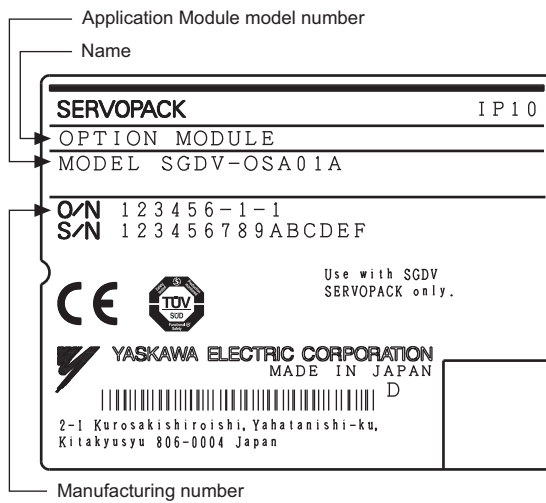 Application Module model number
Name
SERVOPACK IP10
OPTION MODULE
MODEL SGDV-OSA01A
O/N 123456-1-1
S/N 123456789ABCDEF
Use with SGDV
SERVOPACK only.
CE
TÜV
SÜD
Functional
Safety
YASKAWA ELECTRIC CORPORATION
MADE IN JAPAN
D
2-1 Kurosakishiroishi, Yahatanishi-ku,
Kitakyusyu 806-0004 Japan
Manufacturing number